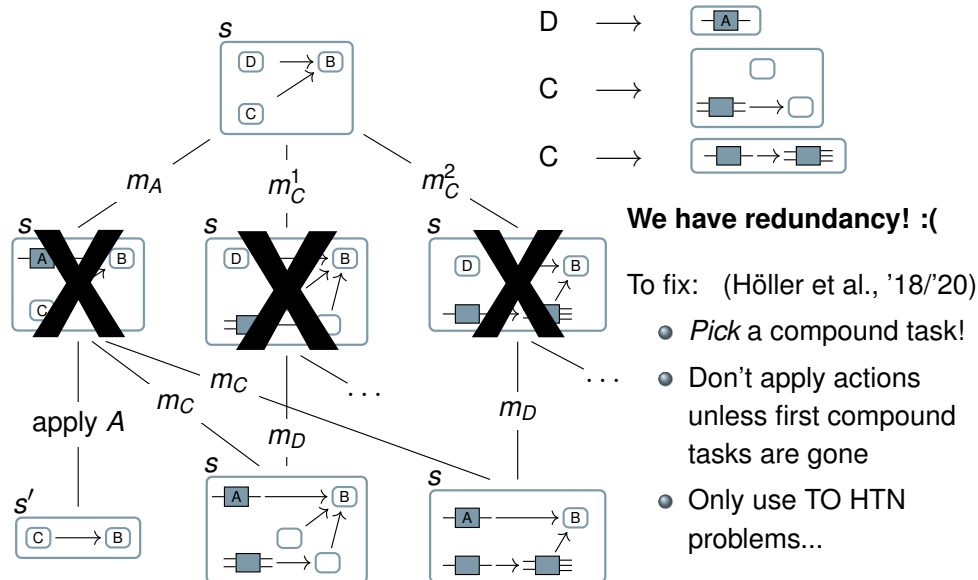 D → A
C →
C →
s
D → B
C
m_A
m_C^1
m_C^2
s
A B
C
s
D B
s
D B
We have redundancy! :(
To fix: (Höller et al., '18/'20)
Pick a compound task!
Don't apply actions
unless first compound
tasks are gone
Only use TO HTN
problems...
apply A
m_C
m_C
m_D
. . .
m_D
. . .
s'
C → B
s
A B
s
A B